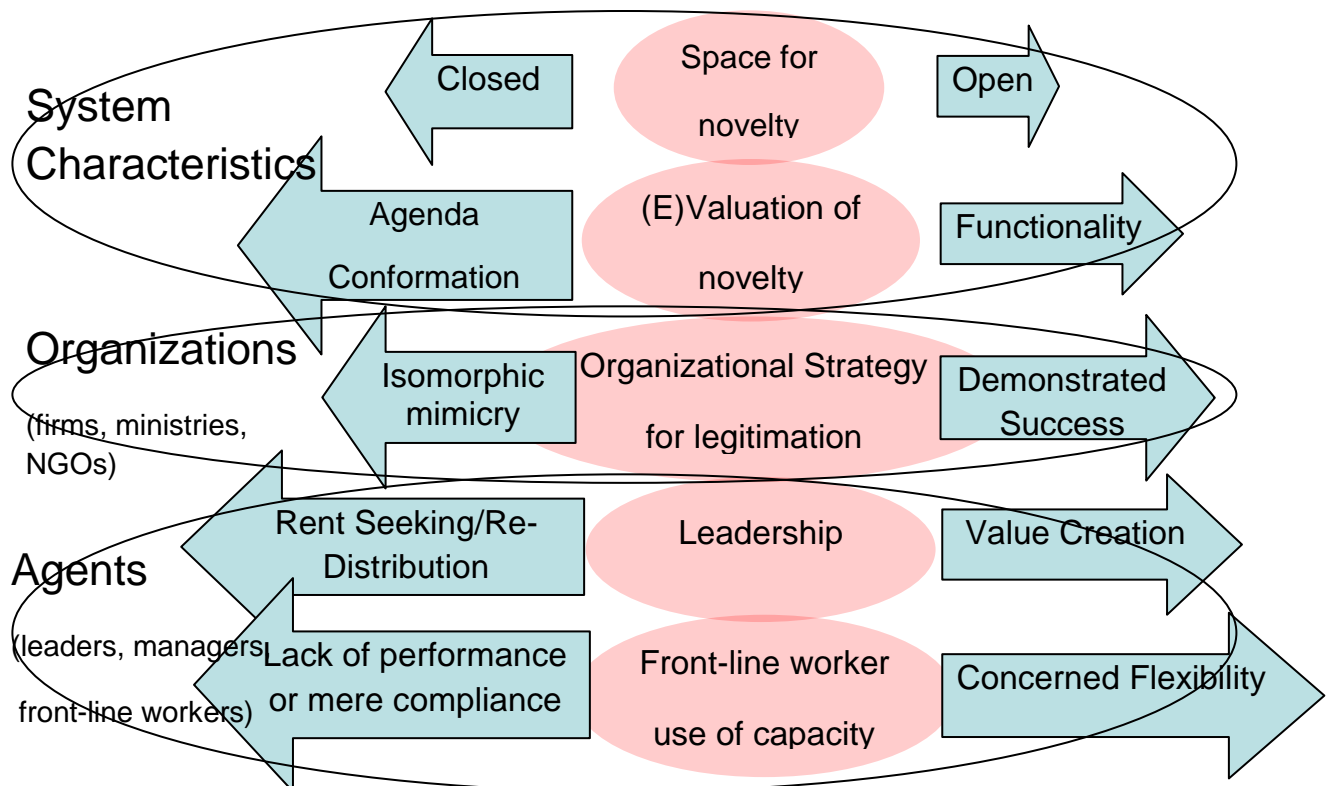 System
Characteristics
Closed
Space for
novelty
Open
Agenda
Conformation
(E)Valuation of
novelty
Functionality
Organizations
(firms, ministries,
NGOs)
Isomorphic
mimicry
Organizational Strategy
for legitimation
Demonstrated
Success
Agents
(leaders, managers,
front-line workers)
Rent Seeking/Re-
Distribution
Leadership
Value Creation
Lack of performance
or mere compliance
Front-line worker
use of capacity
Concerned Flexibility